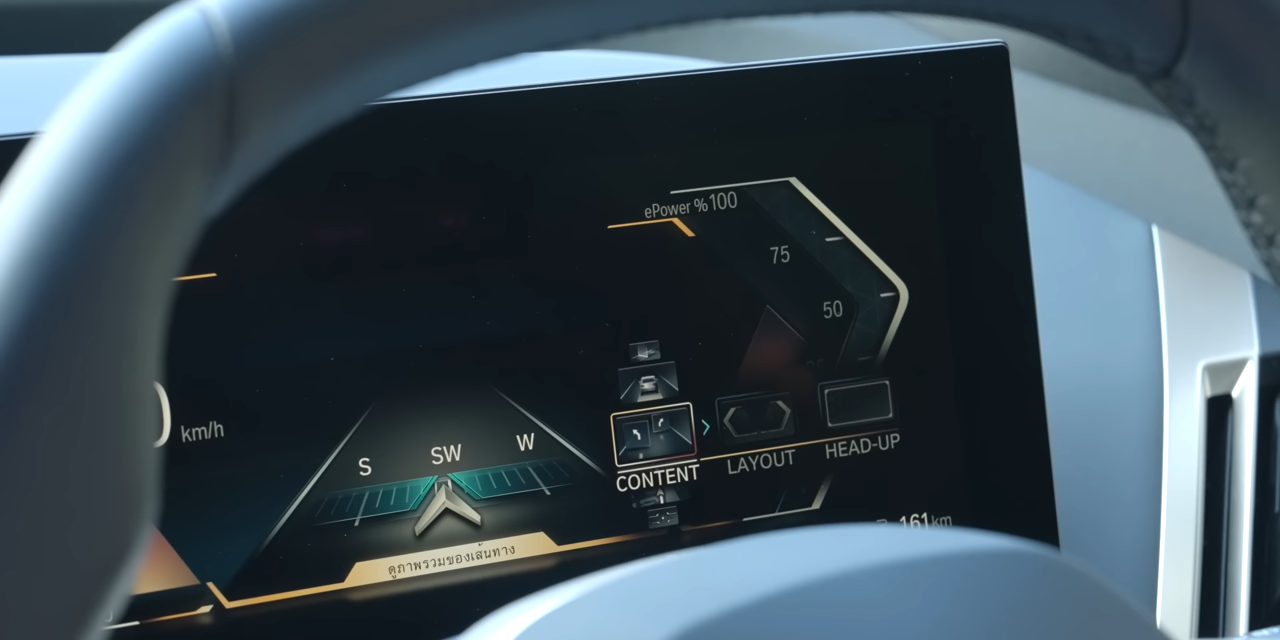 ePower % 100
75
50
km/h
S SW W
CONTENT
LAYOUT
HEAD-UP
ดูภาพรวมของเส้นทาง
161km